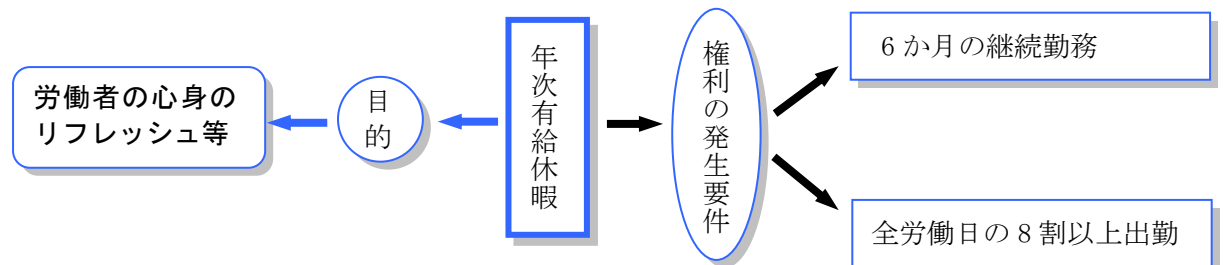 労働者の心身の
リフレッシュ等
目的
年次有給休暇
権利の発生要件
6か月の継続勤務
全労働日の8割以上出勤